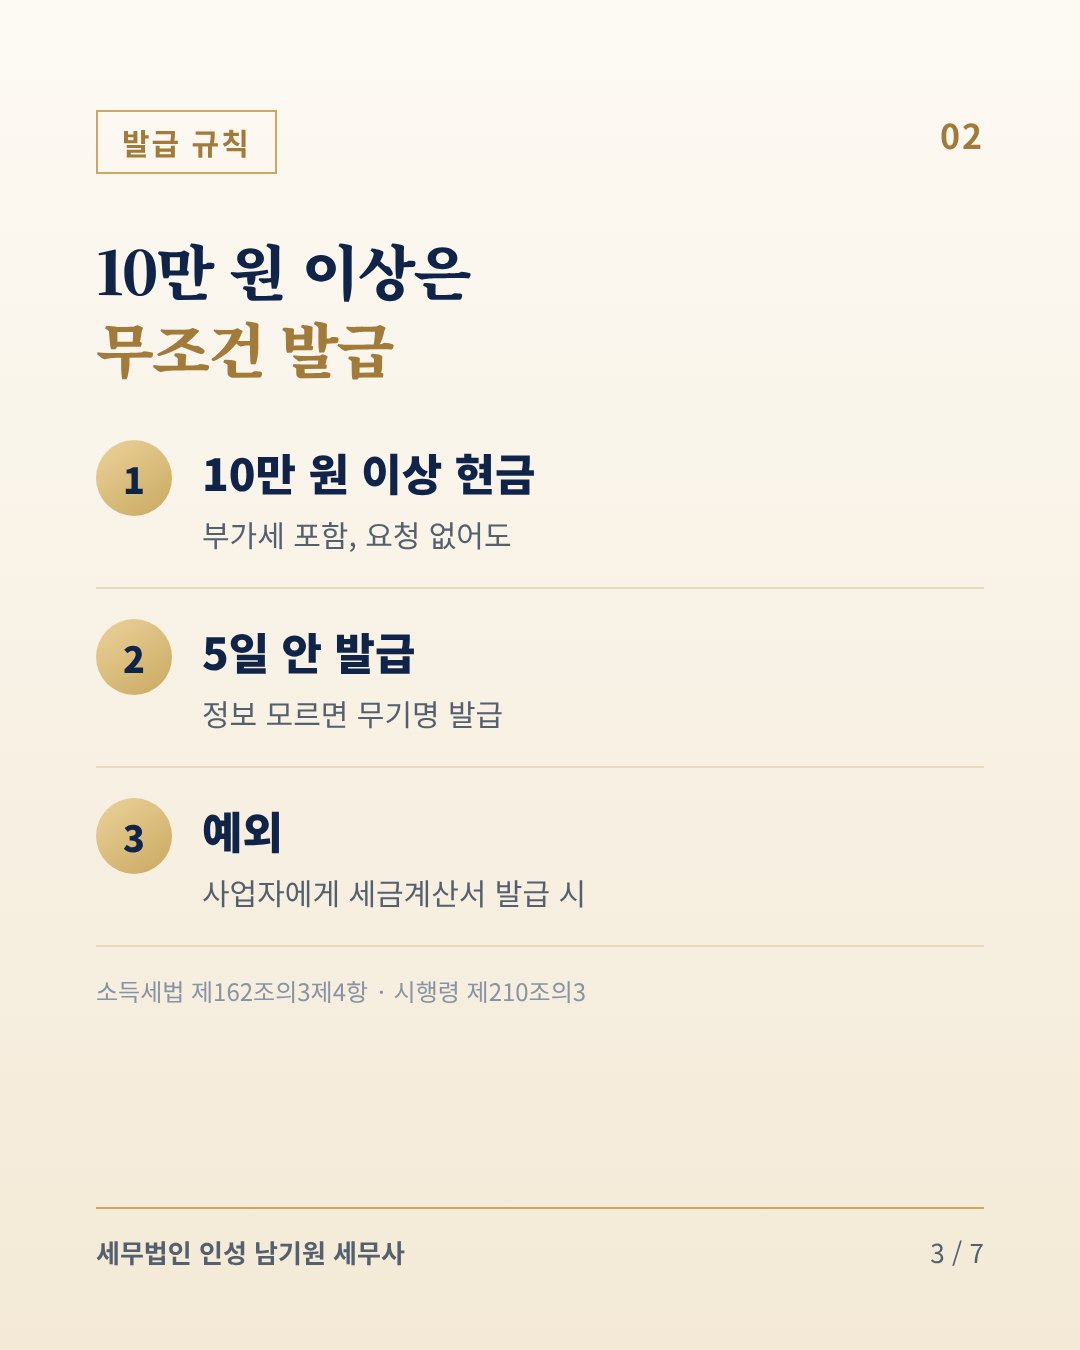 발급 규칙
02
10만 원 이상은
무조건 발급
1
10만 원 이상 현금
부가세 포함, 요청 없어도
2
5일 안 발급
정보 모르면 무기명 발급
3
예외
사업자에게 세금계산서 발급 시
소득세법 제162조의3제4항 · 시행령 제210조의3
세무법인 인성 남기원 세무사
3 / 7